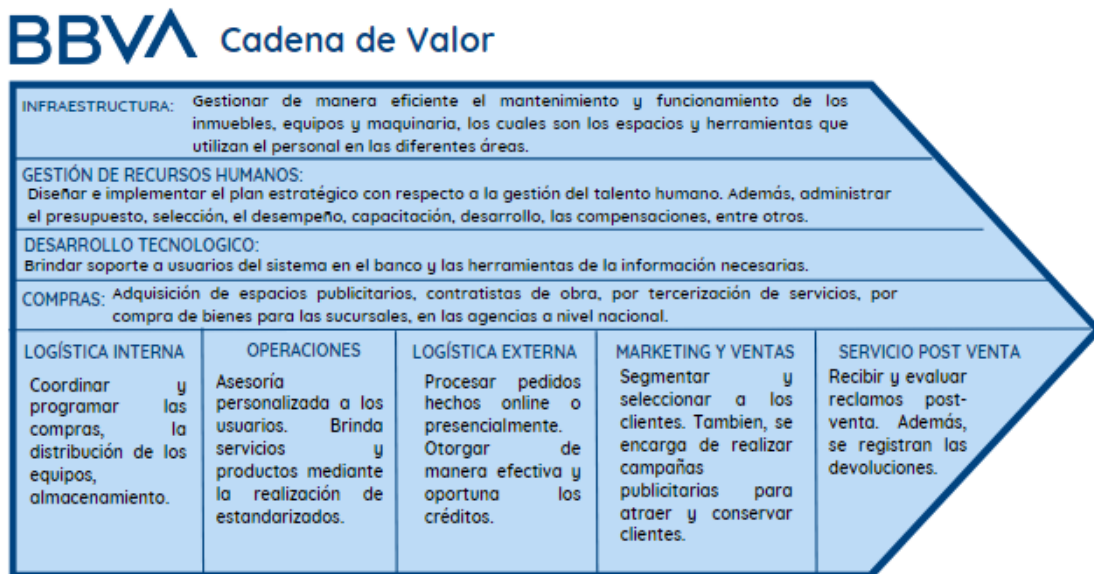 BBVA Cadena de Valor
INFRAESTRUCTURA: Gestionar de manera eficiente el mantenimiento y funcionamiento de los
inmuebles, equipos y maquinaria, los cuales son los espacios y herramientas que
utilizan el personal en las diferentes áreas.
GESTIÓN DE RECURSOS HUMANOS:
Diseñar e implementar el plan estratégico con respecto a la gestión del talento humano. Además, administrar
el presupuesto, selección, el desempeño, capacitación, desarrollo, las compensaciones, entre otros.
DESARROLLO TECNOLOGICO:
Brindar soporte a usuarios del sistema en el banco y las herramientas de la información necesarias.
COMPRAS: Adquisición de espacios publicitarios, contratistas de obra, por tercerización de servicios, por
compra de bienes para las sucursales, en las agencias a nivel nacional.
LOGÍSTICA INTERNA
Coordinar y
programar las
compras, la
distribución de los
equipos,
almacenamiento.
OPERACIONES
Asesoría
personalizada a los
usuarios. Brinda
servicios y
productos mediante
la realización de
estandarizados.
LOGÍSTICA EXTERNA
Procesar pedidos
hechos online o
presencialmente.
Otorgar de
manera efectiva y
oportuna los
créditos.
MARKETING Y VENTAS
Segmentar y
seleccionar a los
clientes. Tambien, se
encarga de realizar
campañas
publicitarias para
atraer y conservar
clientes.
SERVICIO POST VENTA
Recibir y evaluar
reclamos post-
venta. Además,
se registran las
devoluciones.